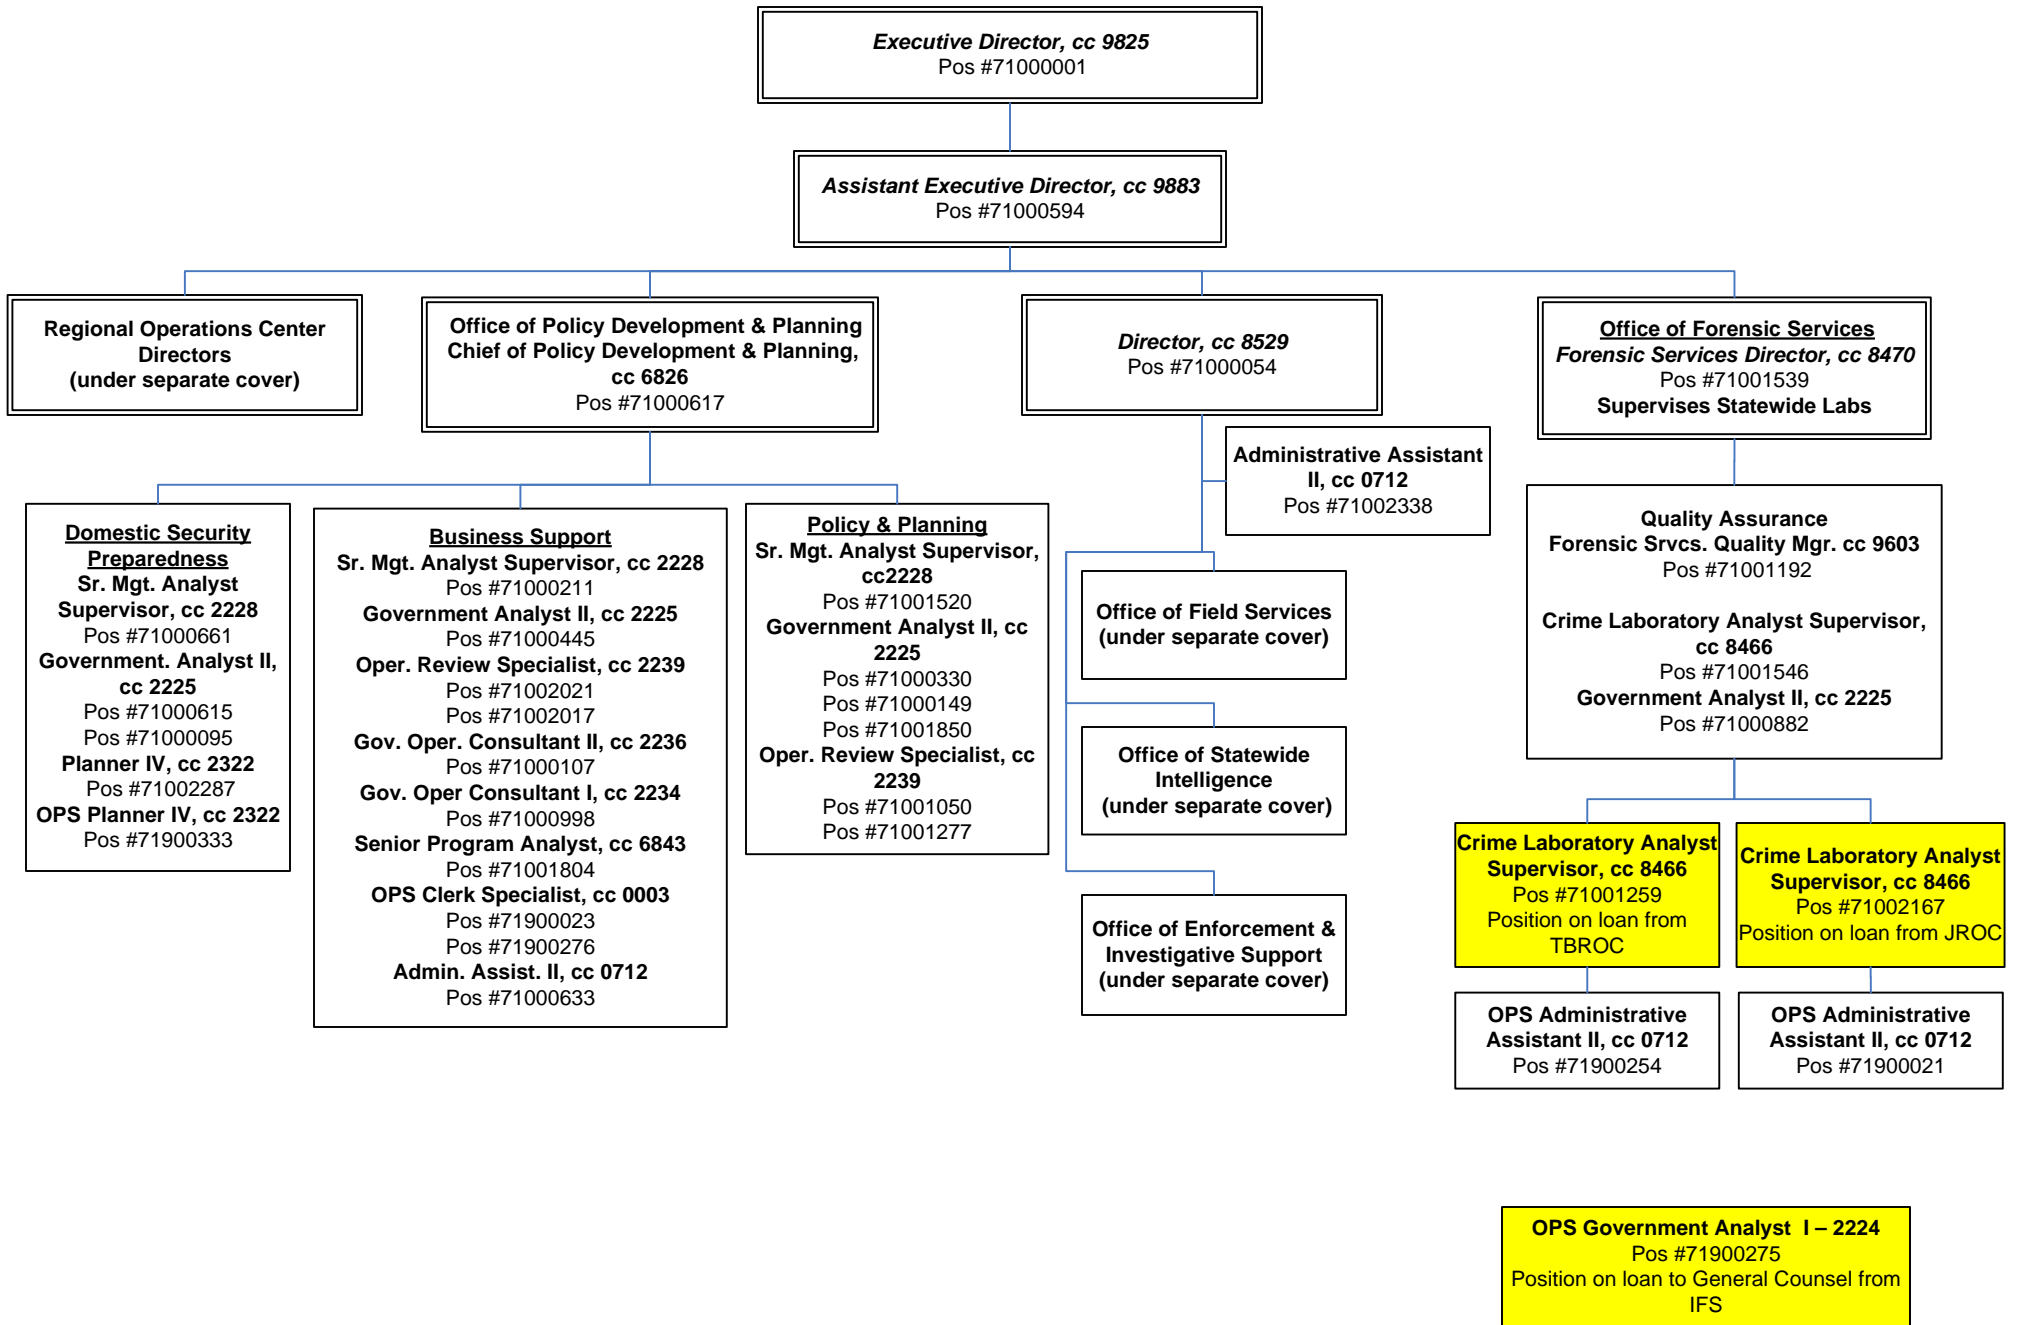 Executive Director, cc 9825
Pos #71000001
Assistant Executive Director, cc 9883
Pos #71000594
Regional Operations Center
Directors
(under separate cover)
Office of Policy Development & Planning
Chief of Policy Development & Planning,
cc 6826
Pos #71000617
Director, cc 8529
Pos #71000054
Office of Forensic Services
Forensic Services Director, cc 8470
Pos #71001539
Supervises Statewide Labs
Administrative Assistant
II, cc 0712
Pos #71002338
Domestic Security
Preparedness
Sr. Mgt. Analyst
Supervisor, cc 2228
Pos #71000661
Government. Analyst II,
cc 2225
Pos #71000615
Pos #71000095
Planner IV, cc 2322
Pos #71002287
OPS Planner IV, cc 2322
Pos #71900333
Business Support
Sr. Mgt. Analyst Supervisor, cc 2228
Pos #71000211
Government Analyst II, cc 2225
Pos #71000445
Oper. Review Specialist, cc 2239
Pos #71002021
Pos #71002017
Gov. Oper. Consultant II, cc 2236
Pos #71000107
Gov. Oper Consultant I, cc 2234
Pos #71000998
Senior Program Analyst, cc 6843
Pos #71001804
OPS Clerk Specialist, cc 0003
Pos #71900023
Pos #71900276
Admin. Assist. II, cc 0712
Pos #71000633
Policy & Planning
Sr. Mgt. Analyst Supervisor,
cc2228
Pos #71001520
Government Analyst II, cc
2225
Pos #71000330
Pos #71000149
Pos #71001850
Oper. Review Specialist, cc
2239
Pos #71001050
Pos #71001277
Office of Field Services
(under separate cover)
Office of Statewide
Intelligence
(under separate cover)
Office of Enforcement &
Investigative Support
(under separate cover)
Quality Assurance
Forensic Srvcs. Quality Mgr. cc 9603
Pos #71001192
Crime Laboratory Analyst Supervisor,
cc 8466
Pos #71001546
Government Analyst II, cc 2225
Pos #71000882
Crime Laboratory Analyst
Supervisor, cc 8466
Pos #71001259
Position on loan from
TBROC
Crime Laboratory Analyst
Supervisor, cc 8466
Pos #71002167
Position on loan from JROC
OPS Administrative
Assistant II, cc 0712
Pos #71900254
OPS Administrative
Assistant II, cc 0712
Pos #71900021
OPS Government Analyst  I – 2224
Pos #71900275
Position on loan to General Counsel from
IFS